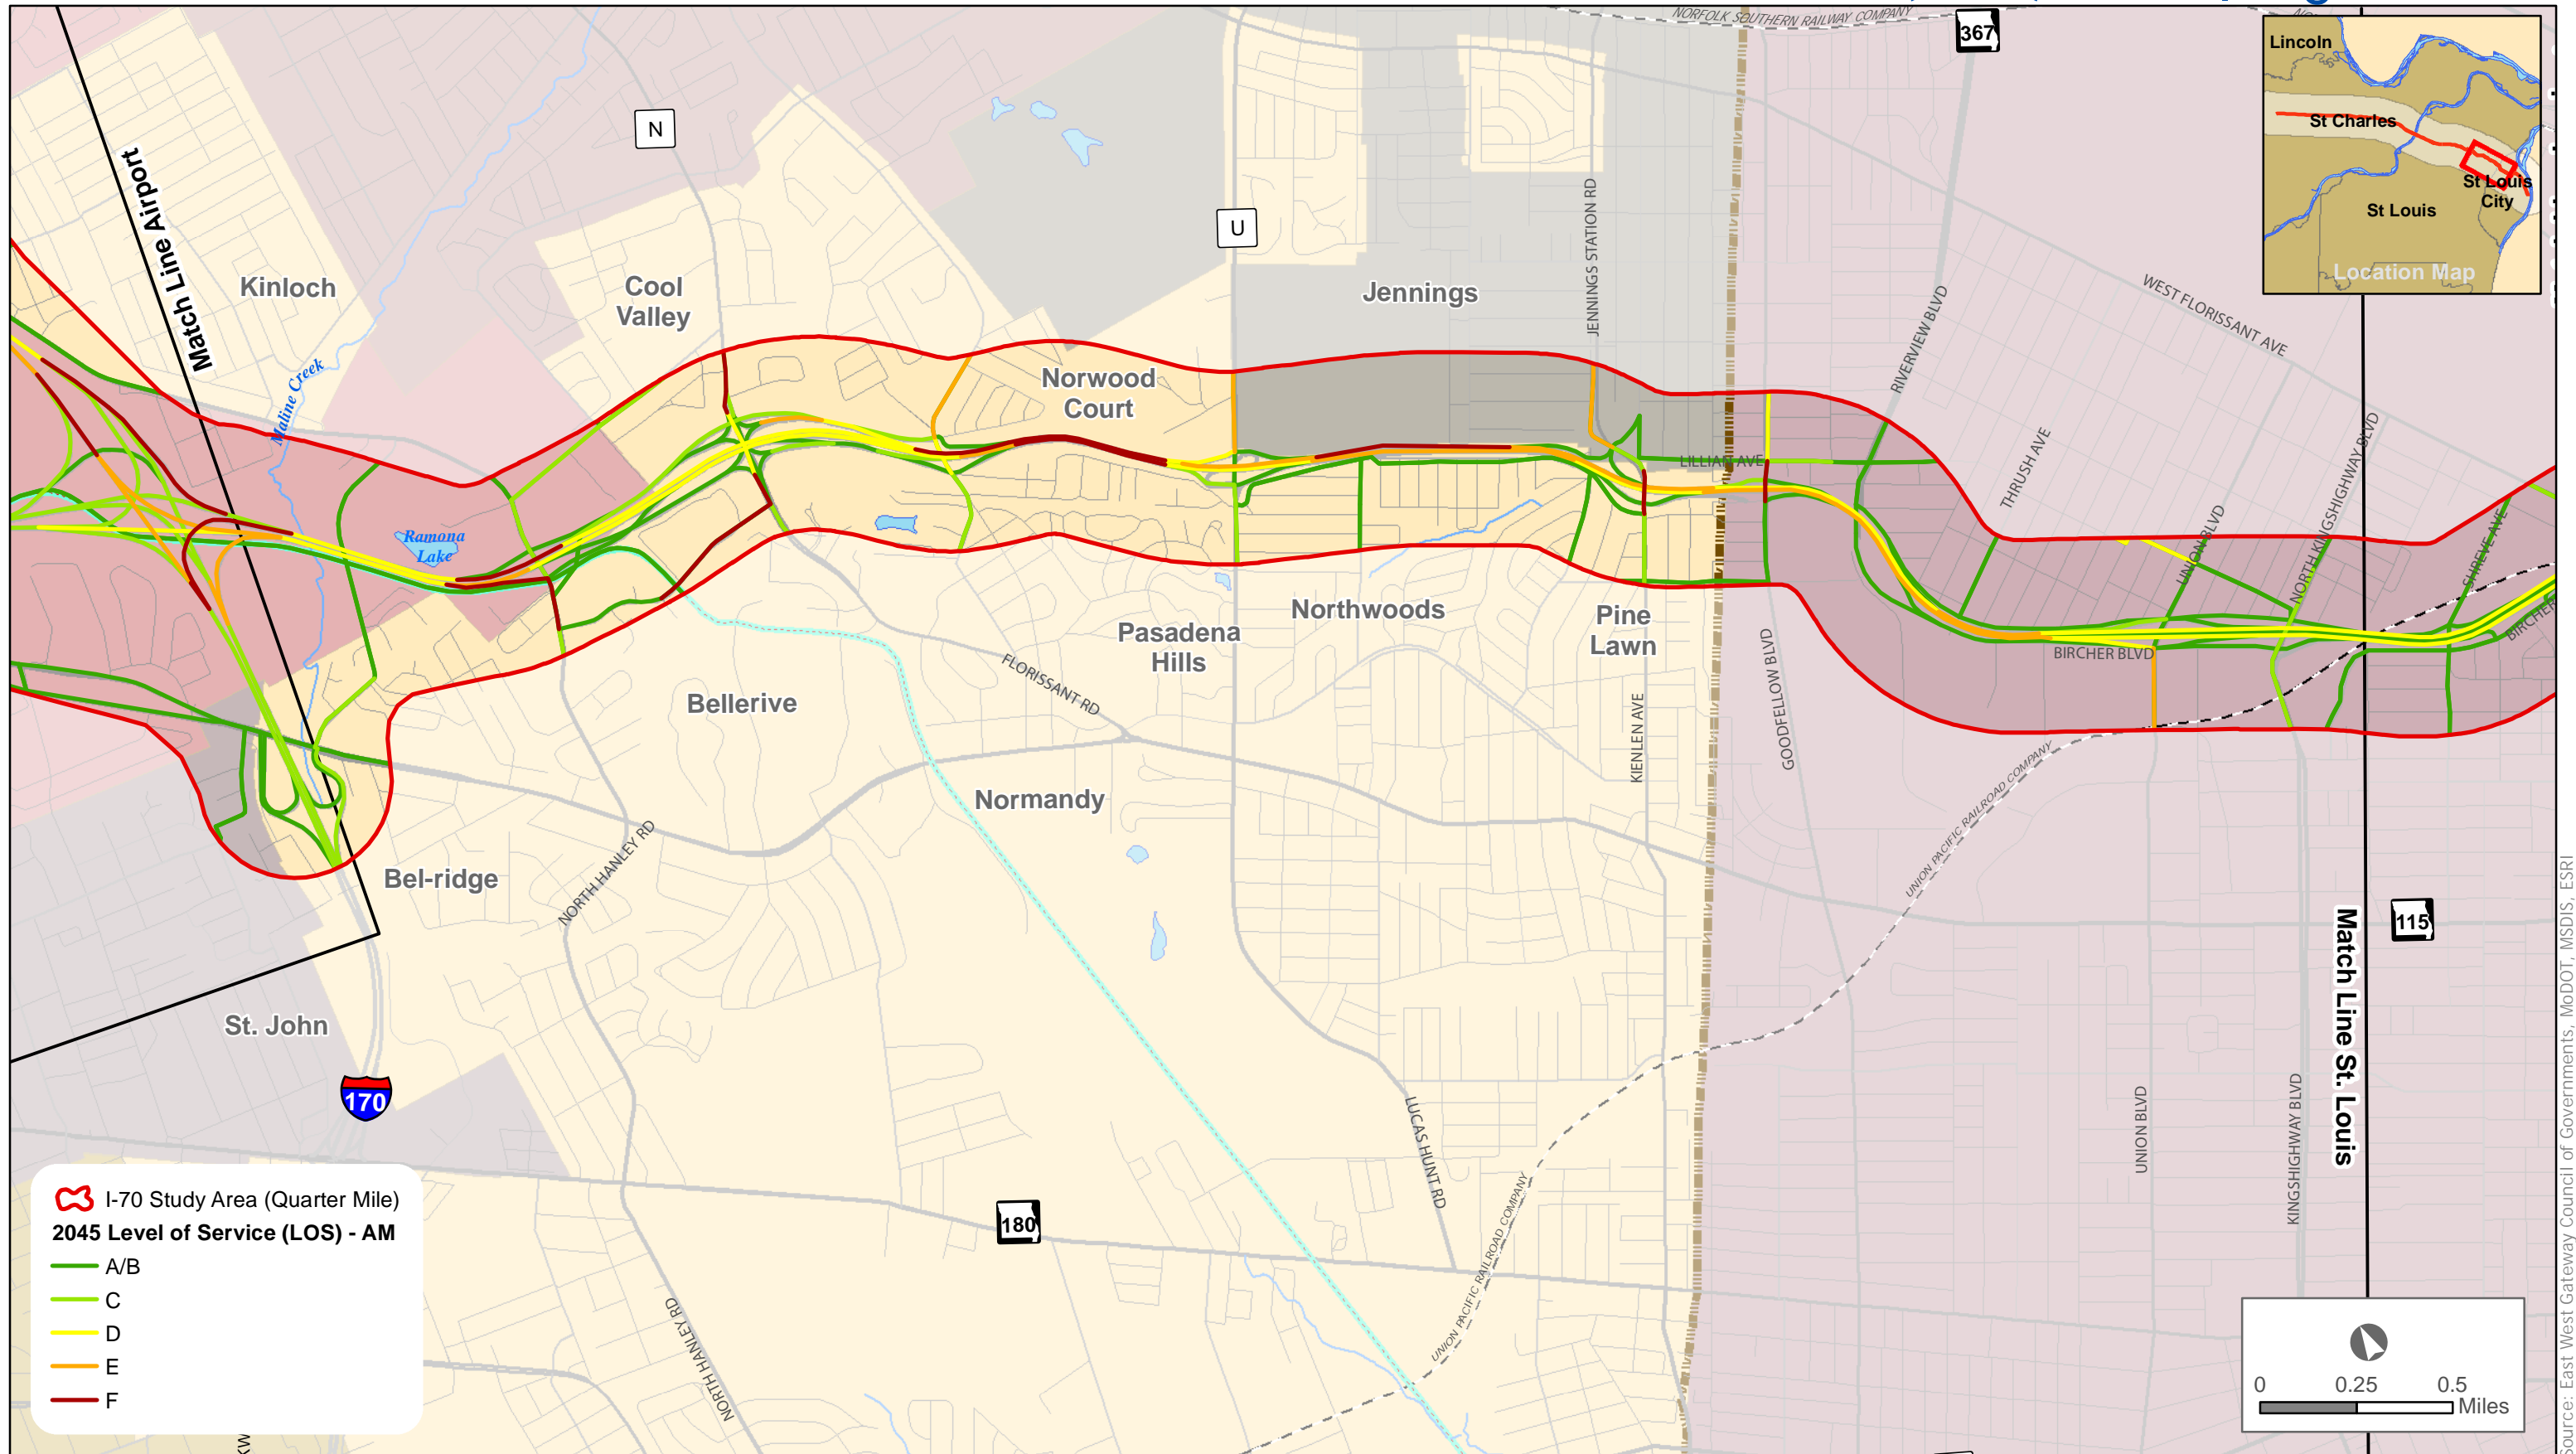 NORFOLK SOUTHERN RAILWAY COMPANY
367
Lincoln
St Charles
St Louis
City
St Louis
Location Map
N
U
Match Line Airport
Kinloch
Cool
Valley
Jennings
JENNINGS STATION RD
RIVERVIEW BLVD
WEST FLORISSANT AVE
Maline Creek
Norwood
Court
THRUSH AVE
UNION BLVD
NORTH KINGSHIGHWAY BLVD
SHREVE AVE
LILLIAN AVE
Ramona
Lake
BIRCHER
BIRCHER BLVD
Northwoods
Pine
Lawn
Pasadena
Hills
FLORISSANT RD
Bellerive
KIENLEN AVE
GOODFELLOW BLVD
UNION PACIFIC RAILROAD COMPANY
Normandy
Bel-ridge
NORTH HANLEY RD
115
Match Line St. Louis
St. John
170
LUCAS HUNT RD
UNION BLVD
KINGSHIGHWAY BLVD
180
UNION PACIFIC RAILROAD COMPANY
NORTH HANLEY RD
I-70 Study Area (Quarter Mile)
2045 Level of Service (LOS) - AM
A/B
C
D
E
F
0 0.25 0.5
Miles
Source: East West Gateway Council of Governments, MoDOT, MSDIS, ESRI